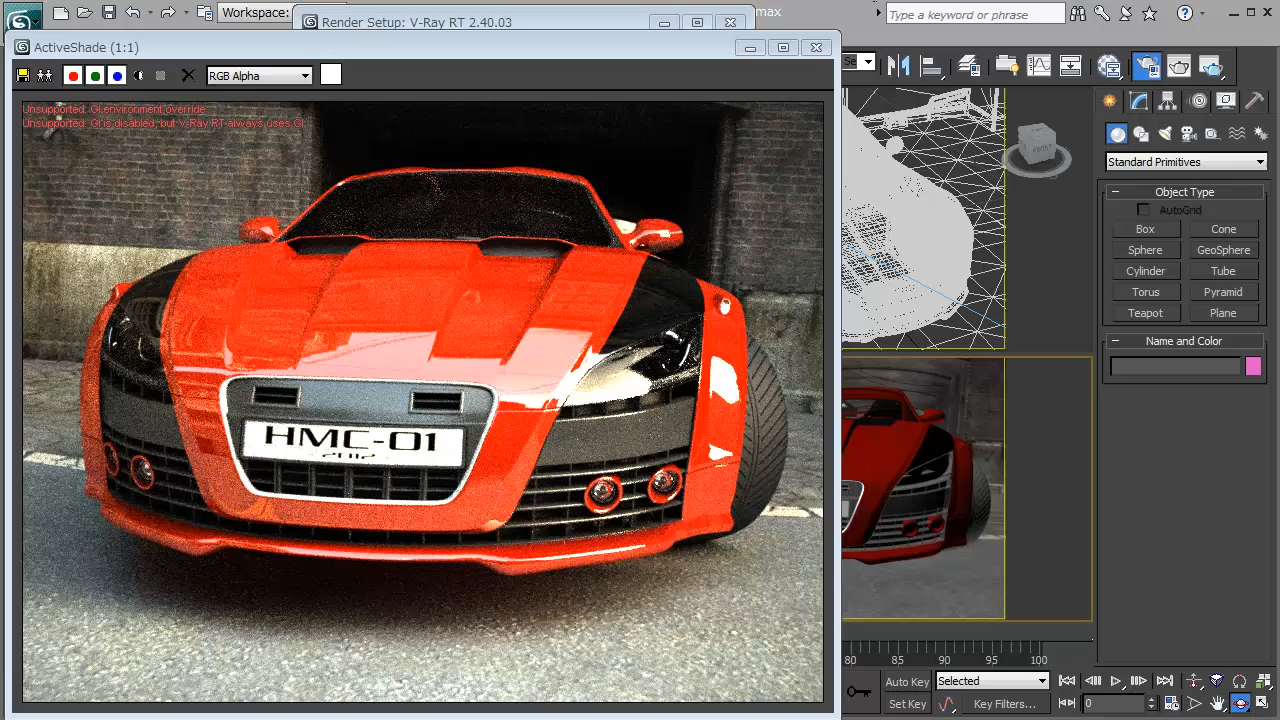 Workspace:
Render Setup: V-Ray RT 2.40.03
max
Type a keyword or phrase
ActiveShade (1:1)
RGB Alpha
Se
Unsupported: GI environment override
Unsupported: GI is disabled, but V-Ray RT always uses GI
FRONT
Standard Primitives
Object Type
AutoGrid
Box
Cone
Sphere
GeoSphere
Cylinder
Tube
Torus
Pyramid
Teapot
Plane
Name and Color
HMC-01
2012
80 85 90 95 100
Auto Key
Selected
Set Key
Key Filters...
0